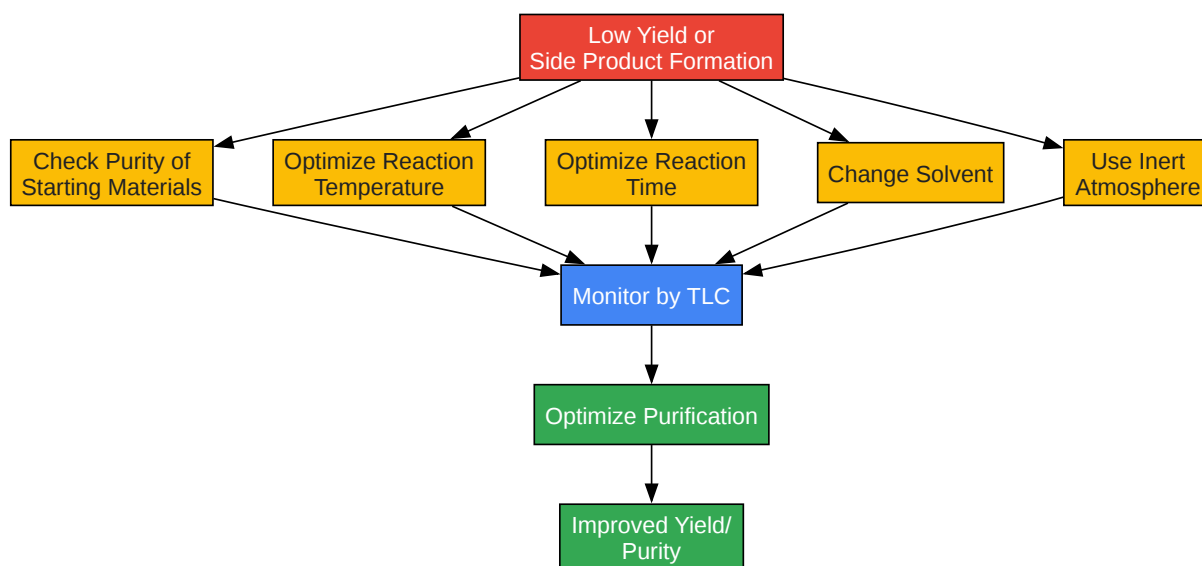 Low Yield or
Side Product Formation
Check Purity of
Starting Materials
Optimize Reaction
Temperature
Optimize Reaction
Time
Change Solvent
Use Inert
Atmosphere
Monitor by TLC
Optimize Purification
Improved Yield/
Purity